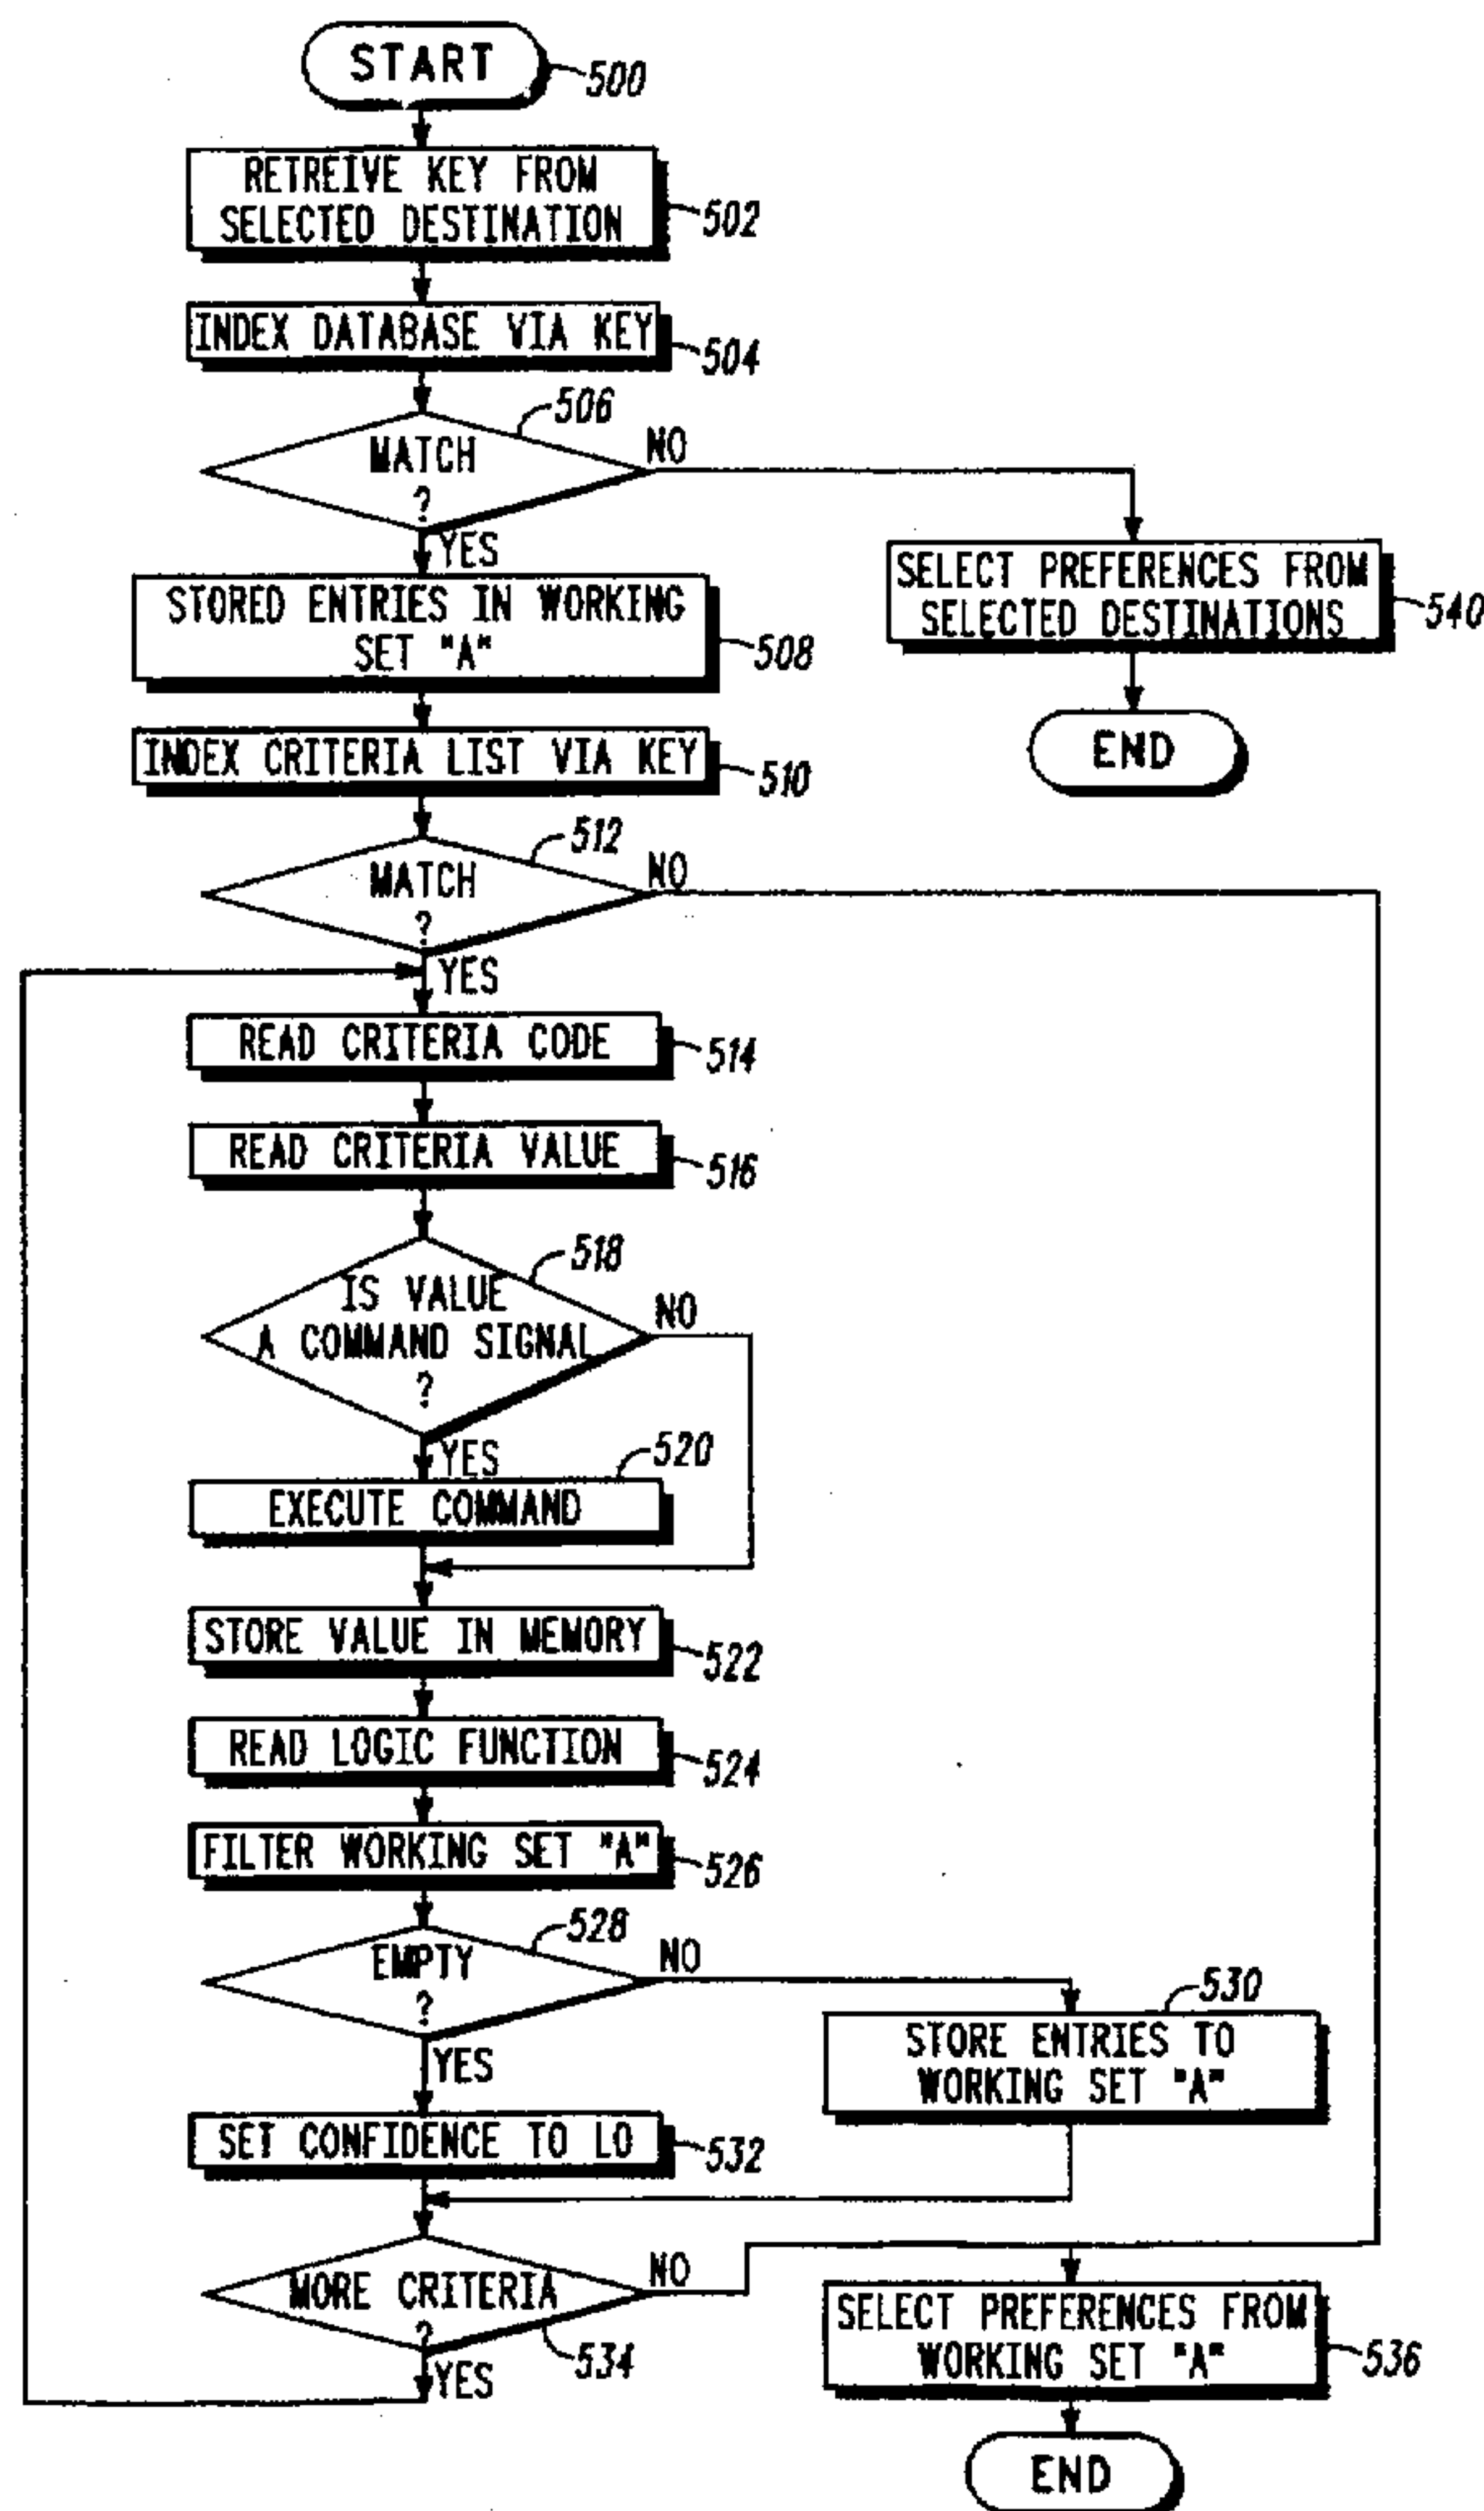 START
500
RETREIVE KEY FROM
SELECTED DESTINATION
502
INDEX DATABASE VIA KEY
504
506
MATCH
?
NO
YES
STORED ENTRIES IN WORKING
SET "A"
508
SELECT PREFERENCES FROM
SELECTED DESTINATIONS
540
END
INDEX CRITERIA LIST VIA KEY
510
512
MATCH
?
NO
YES
READ CRITERIA CODE
514
READ CRITERIA VALUE
516
518
IS VALUE
A COMMAND SIGNAL
?
NO
YES
520
EXECUTE COMMAND
STORE VALUE IN MEMORY
522
READ LOGIC FUNCTION
524
FILTER WORKING SET "A"
526
528
EMPTY
?
NO
YES
530
STORE ENTRIES TO
WORKING SET "A"
SET CONFIDENCE TO LO
532
MORE CRITERIA
?
NO
534
YES
SELECT PREFERENCES FROM
WORKING SET "A"
536
END